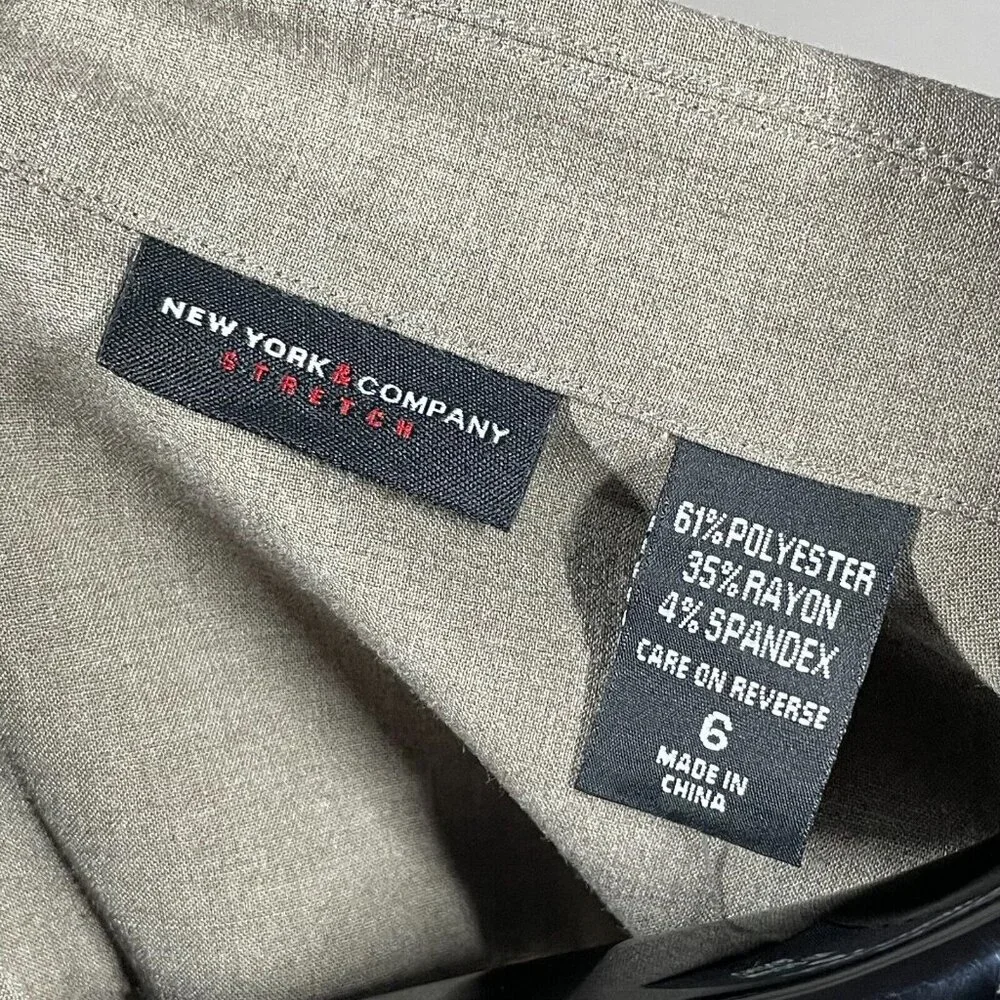 NEW YORK & COMPANY
STRETCH
61% POLYESTER
35% RAYON
4% SPANDEX
CARE ON REVERSE
6
MADE IN
CHINA